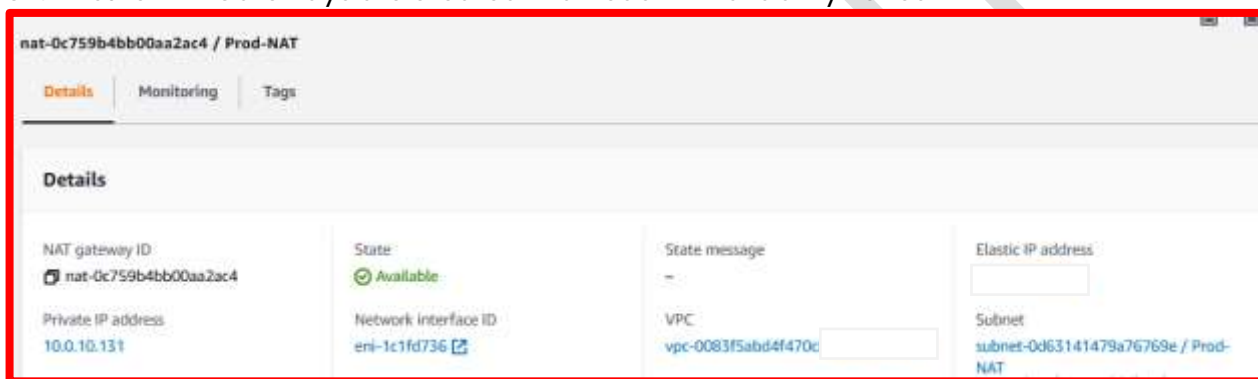 nat-0c759b4bb00aa2ac4 / Prod-NAT
Details Monitoring Tags
Details
NAT gateway ID State State message Elastic IP address
nat-0c759b4bb00aa2ac4 Available –
Private IP address Network interface ID VPC Subnet
10.0.10.131 eni-1c1fd736 vpc-0083f5abd4f470c subnet-0d63141479a76769e / Prod-
NAT